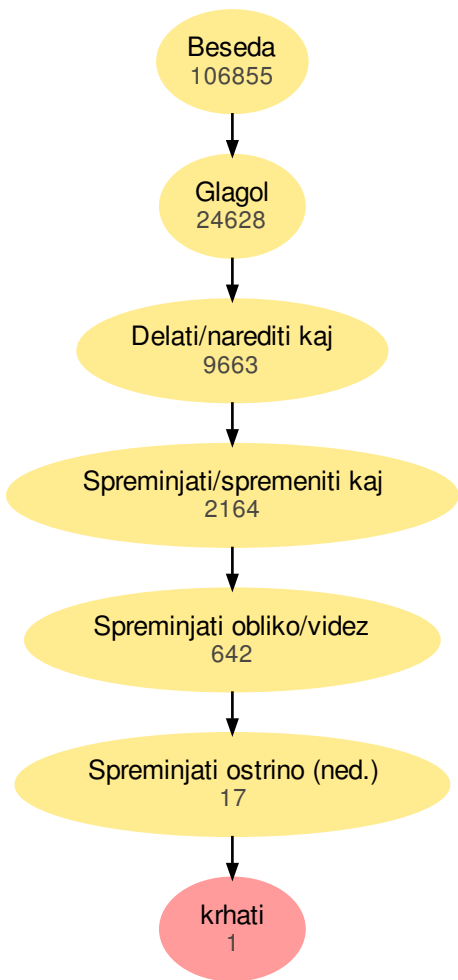 Beseda
106855
Glagol
24628
Delati/narediti kaj
9663
Spreminjati/spremeniti kaj
2164
Spreminjati obliko/videz
642
Spreminjati ostrino (ned.)
17
krhati
1